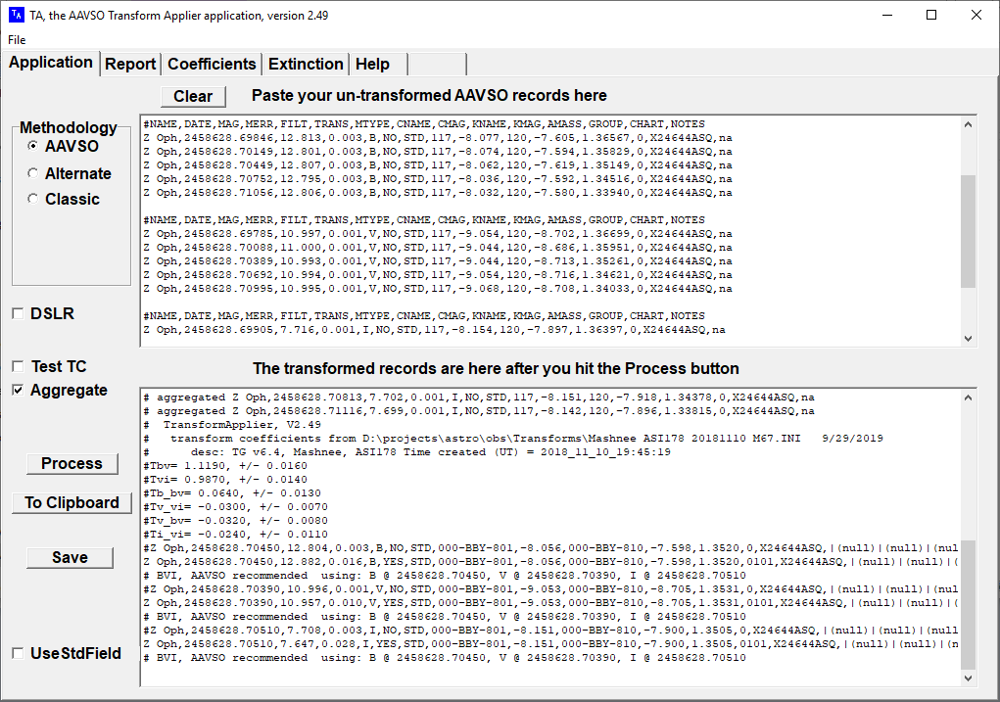 TA, the AAVSO Transform Applier application, version 2.49
File
Application Report Coefficients Extinction Help
Clear Paste your un-transformed AAVSO records here
Methodology
AAVSO
Alternate
Classic
DSLR
Test TC
Aggregate
Process
To Clipboard
Save
UseStdField
#NAME,DATE,MAG,MERR,FILT,TRANS,MTYPE,CNAME,CMAG,KNAME,KMAG,AMASS,GROUP,CHART,NOTES
Z Oph,2458628.69846,12.813,0.003,B,NO,STD,117,-8.077,120,-7.605,1.36567,0,X24644ASQ,na
Z Oph,2458628.70149,12.801,0.003,B,NO,STD,117,-8.074,120,-7.594,1.35829,0,X24644ASQ,na
Z Oph,2458628.70449,12.807,0.003,B,NO,STD,117,-8.062,120,-7.619,1.35149,0,X24644ASQ,na
Z Oph,2458628.70752,12.795,0.003,B,NO,STD,117,-8.036,120,-7.592,1.34516,0,X24644ASQ,na
Z Oph,2458628.71056,12.806,0.003,B,NO,STD,117,-8.032,120,-7.580,1.33940,0,X24644ASQ,na
#NAME,DATE,MAG,MERR,FILT,TRANS,MTYPE,CNAME,CMAG,KNAME,KMAG,AMASS,GROUP,CHART,NOTES
Z Oph,2458628.69785,10.997,0.001,V,NO,STD,117,-9.054,120,-8.702,1.36699,0,X24644ASQ,na
Z Oph,2458628.70088,11.000,0.001,V,NO,STD,117,-9.044,120,-8.686,1.35951,0,X24644ASQ,na
Z Oph,2458628.70389,10.993,0.001,V,NO,STD,117,-9.044,120,-8.713,1.35261,0,X24644ASQ,na
Z Oph,2458628.70692,10.994,0.001,V,NO,STD,117,-9.054,120,-8.716,1.34621,0,X24644ASQ,na
Z Oph,2458628.70995,10.995,0.001,V,NO,STD,117,-9.068,120,-8.708,1.34033,0,X24644ASQ,na
#NAME,DATE,MAG,MERR,FILT,TRANS,MTYPE,CNAME,CMAG,KNAME,KMAG,AMASS,GROUP,CHART,NOTES
Z Oph,2458628.69905,7.716,0.001,I,NO,STD,117,-8.154,120,-7.897,1.36397,0,X24644ASQ,na
The transformed records are here after you hit the Process button
# aggregated Z Oph,2458628.70813,7.702,0.001,I,NO,STD,117,-8.151,120,-7.918,1.34378,0,X24644ASQ,na
# aggregated Z Oph,2458628.71116,7.699,0.001,I,NO,STD,117,-8.142,120,-7.896,1.33815,0,X24644ASQ,na
# TransformApplier, V2.49
# transform coefficients from D:\projects\astro\obs\Transforms\Mashnee ASI178 20181110 M67.INI 9/29/2019
# desc: TG v6.4, Mashnee, ASI178 Time created (UT) = 2018_11_10_19:45:19
#Tbv= 1.1190, +/- 0.0160
#Tvi= 0.9870, +/- 0.0140
#Tb_bv= 0.0640, +/- 0.0130
#Tv_vi= -0.0300, +/- 0.0070
#Tv_bv= -0.0320, +/- 0.0080
#Ti_vi= -0.0240, +/- 0.0110
#Z Oph,2458628.70450,12.804,0.003,B,NO,STD,000-BBY-801,-8.056,000-BBY-810,-7.598,1.3520,0,X24644ASQ,|(null)|(null)|(nul
Z Oph,2458628.70450,12.882,0.016,B,YES,STD,000-BBY-801,-8.056,000-BBY-810,-7.598,1.3520,0101,X24644ASQ,|(null)|(null)|(
# BVI, AAVSO recommended using: B @ 2458628.70450, V @ 2458628.70390, I @ 2458628.70510
#Z Oph,2458628.70390,10.996,0.001,V,NO,STD,000-BBY-801,-9.053,000-BBY-810,-8.705,1.3531,0,X24644ASQ,|(null)|(null)|(nul
Z Oph,2458628.70390,10.957,0.010,V,YES,STD,000-BBY-801,-9.053,000-BBY-810,-8.705,1.3531,0101,X24644ASQ,|(null)|(null)|(
# BVI, AAVSO recommended using: B @ 2458628.70450, V @ 2458628.70390, I @ 2458628.70510
#Z Oph,2458628.70510,7.708,0.003,I,NO,STD,000-BBY-801,-8.151,000-BBY-810,-7.900,1.3505,0,X24644ASQ,|(null)|(null)|(null
Z Oph,2458628.70510,7.647,0.028,I,YES,STD,000-BBY-801,-8.151,000-BBY-810,-7.900,1.3505,0101,X24644ASQ,|(null)|(null)|(n
# BVI, AAVSO recommended using: B @ 2458628.70450, V @ 2458628.70390, I @ 2458628.70510